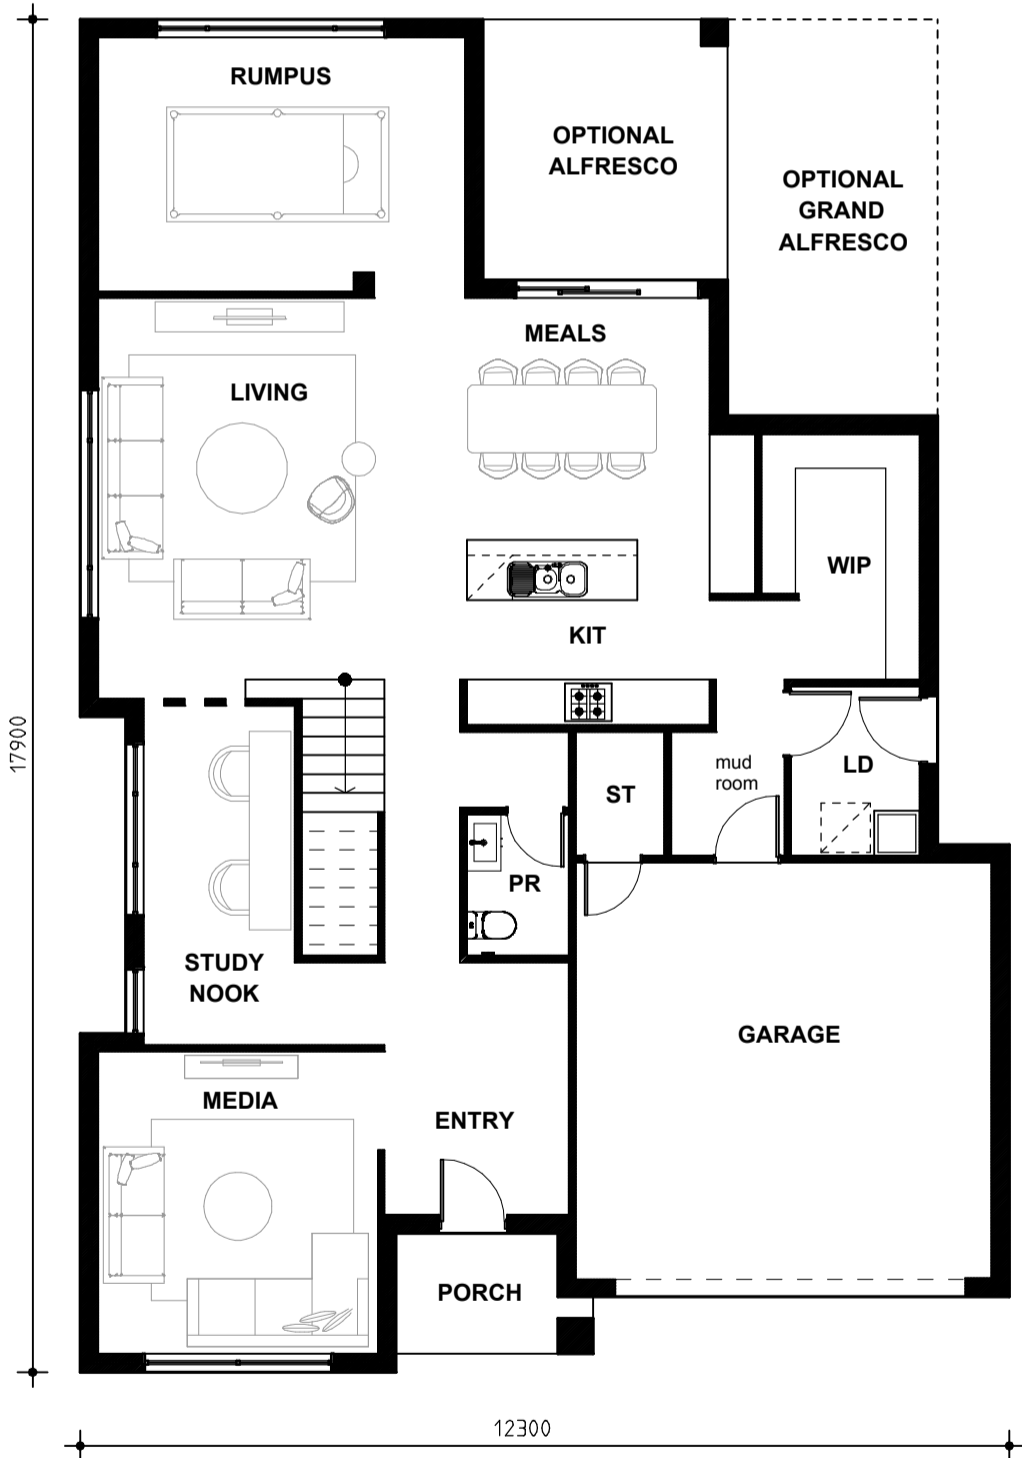 RUMPUS
OPTIONAL
ALFRESCO
OPTIONAL
GRAND
ALFRESCO
MEALS
LIVING
WIP
KIT
17900
mud
room
LD
ST
PR
STUDY
NOOK
GARAGE
MEDIA
ENTRY
PORCH
12300